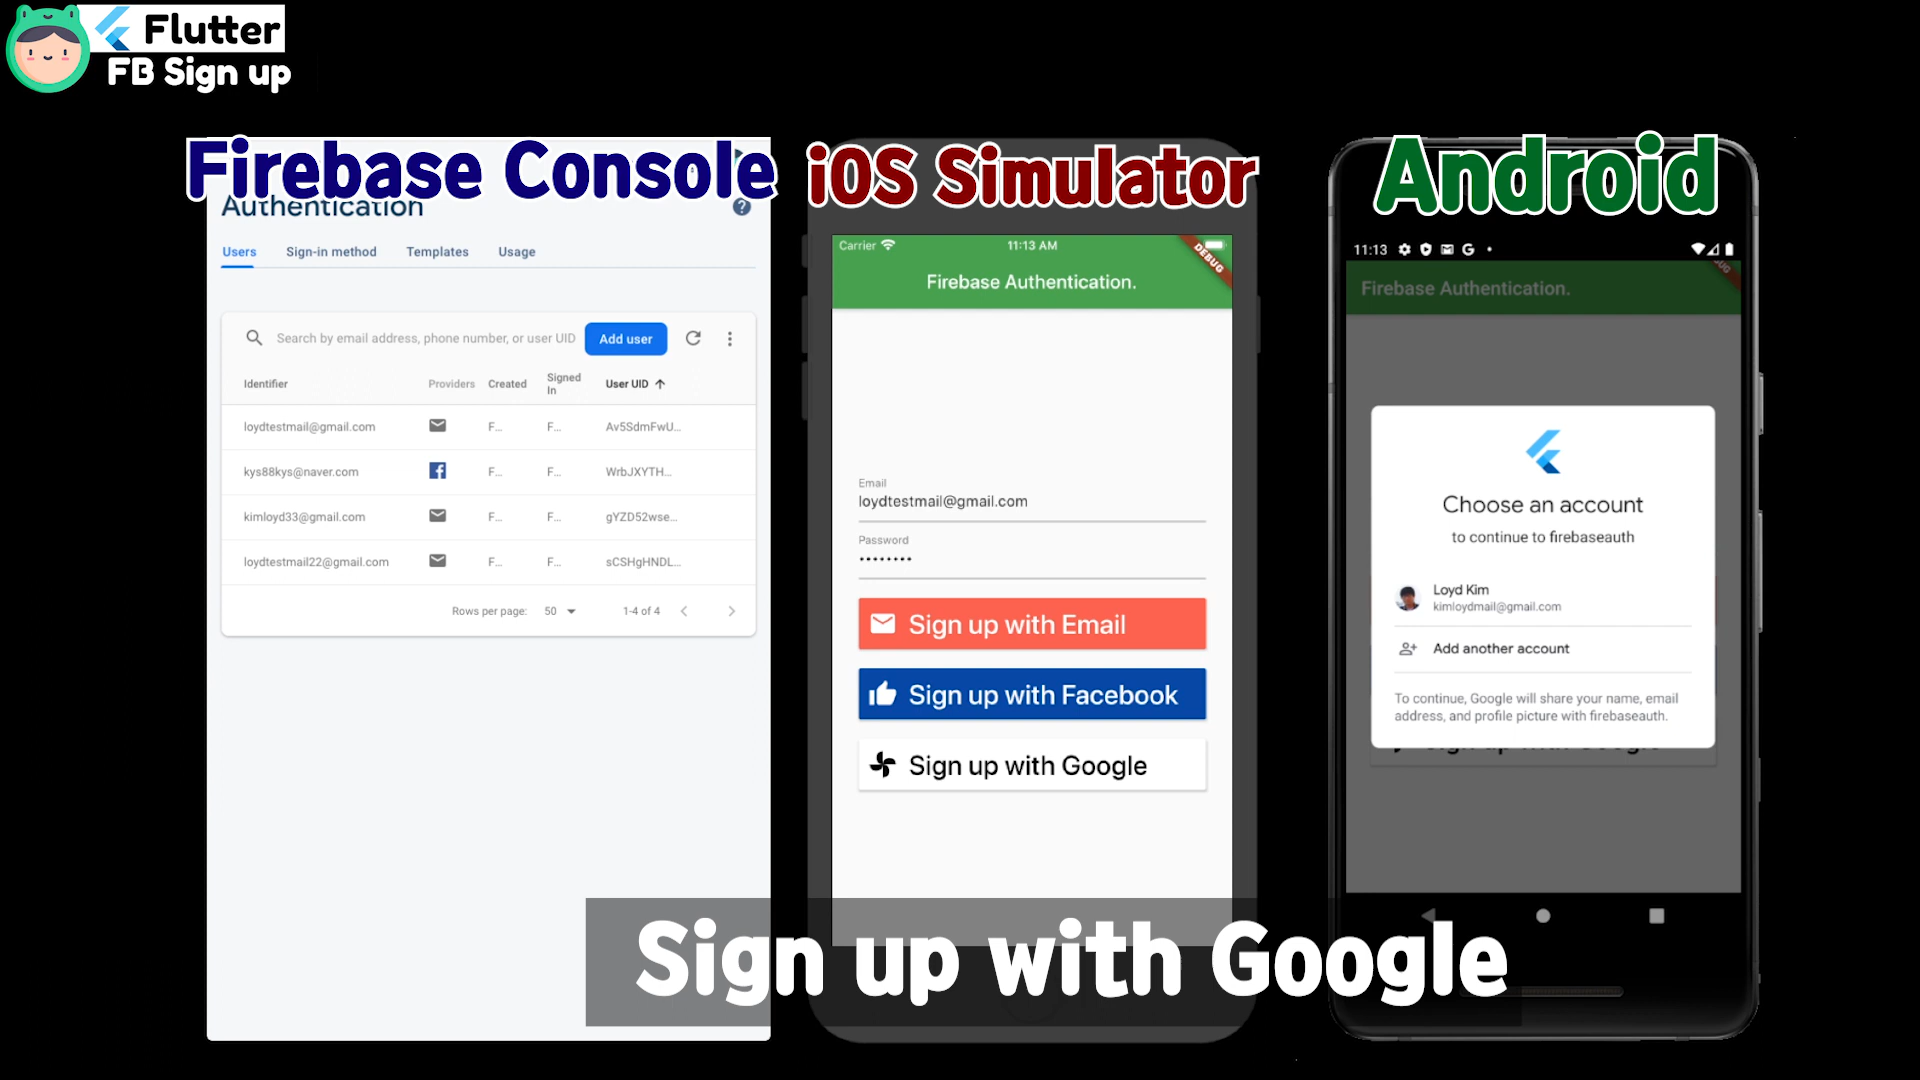 Flutter
FB Sign up
Firebase Console
Authentication
Users Sign-in method Templates Usage
Search by email address, phone number, or user UID Add user
Identifier Providers Created Signed In User UID
loydtestmail@gmail.com F... F... Av5SdmFwU...
kys88kys@naver.com F... F... WrbJXYTH...
kimloyd33@gmail.com F... F... gYZD52wse...
loydtestmail22@gmail.com F... F... sCSHgHNDL...
Rows per page: 50 1-4 of 4
iOS Simulator
Carrier 11:13 AM
DEBUG
Firebase Authentication.
Email
loydtestmail@gmail.com
Password
••••••••
Sign up with Email
Sign up with Facebook
Sign up with Google
Android
11:13
Firebase Authentication.
Choose an account
to continue to firebaseauth
Loyd Kim
kimloydmail@gmail.com
Add another account
To continue, Google will share your name, email
address, and profile picture with firebaseauth.
Sign up with Google
Sign up with Google